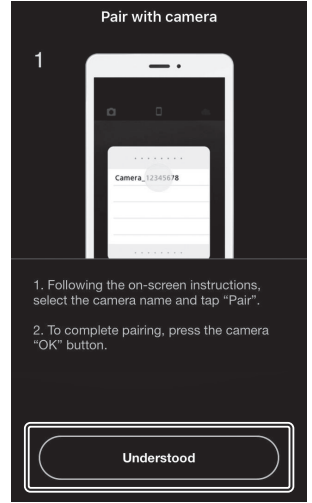 Pair with camera
1
Camera_12345678
1. Following the on-screen instructions,
select the camera name and tap “Pair”.
2. To complete pairing, press the camera
“OK” button.
Understood